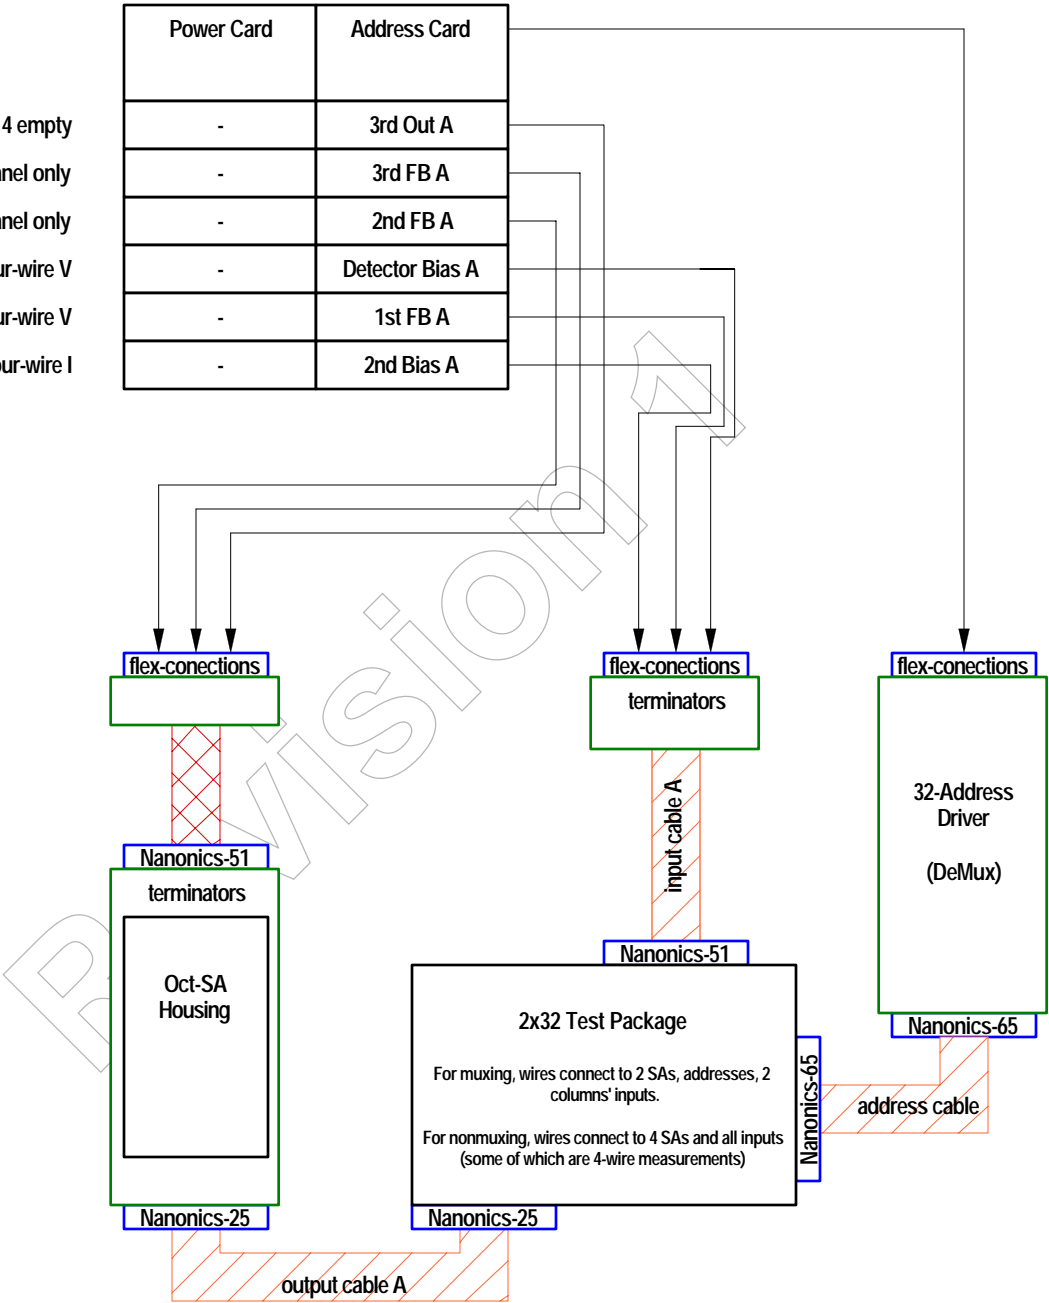 Power Card Address Card
4 empty - 3rd Out A
nel only - 3rd FB A
nel only - 2nd FB A
ur-wire V - Detector Bias A
ur-wire V - 1st FB A
our-wire I - 2nd Bias A
Revision 1
flex-conections
flex-conections
flex-conections
terminators
input cable A
32-Address
Driver
(DeMux)
Nanonics-51
terminators
Oct-SA
Housing
Nanonics-51
2x32 Test Package
For muxing, wires connect to 2 SAs, addresses, 2
columns' inputs.
For nonmuxing, wires connect to 4 SAs and all inputs
(some of which are 4-wire measurements)
Nanonics-65
Nanonics-65
address cable
Nanonics-25
Nanonics-25
output cable A